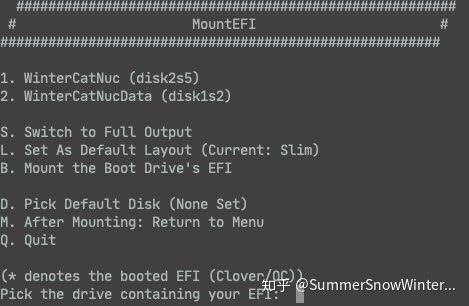 #######################################################
#                      MountEFI                       #
#######################################################
1. WinterCatNuc (disk2s5)
2. WinterCatNucData (disk1s2)
S. Switch to Full Output
L. Set As Default Layout (Current: Slim)
B. Mount the Boot Drive's EFI
D. Pick Default Disk (None Set)
M. After Mounting: Return to Menu
Q. Quit
(* denotes the booted EFI (Clover/OC))
Pick the drive containing your EFI:
知乎 @SummerSnowWinter...